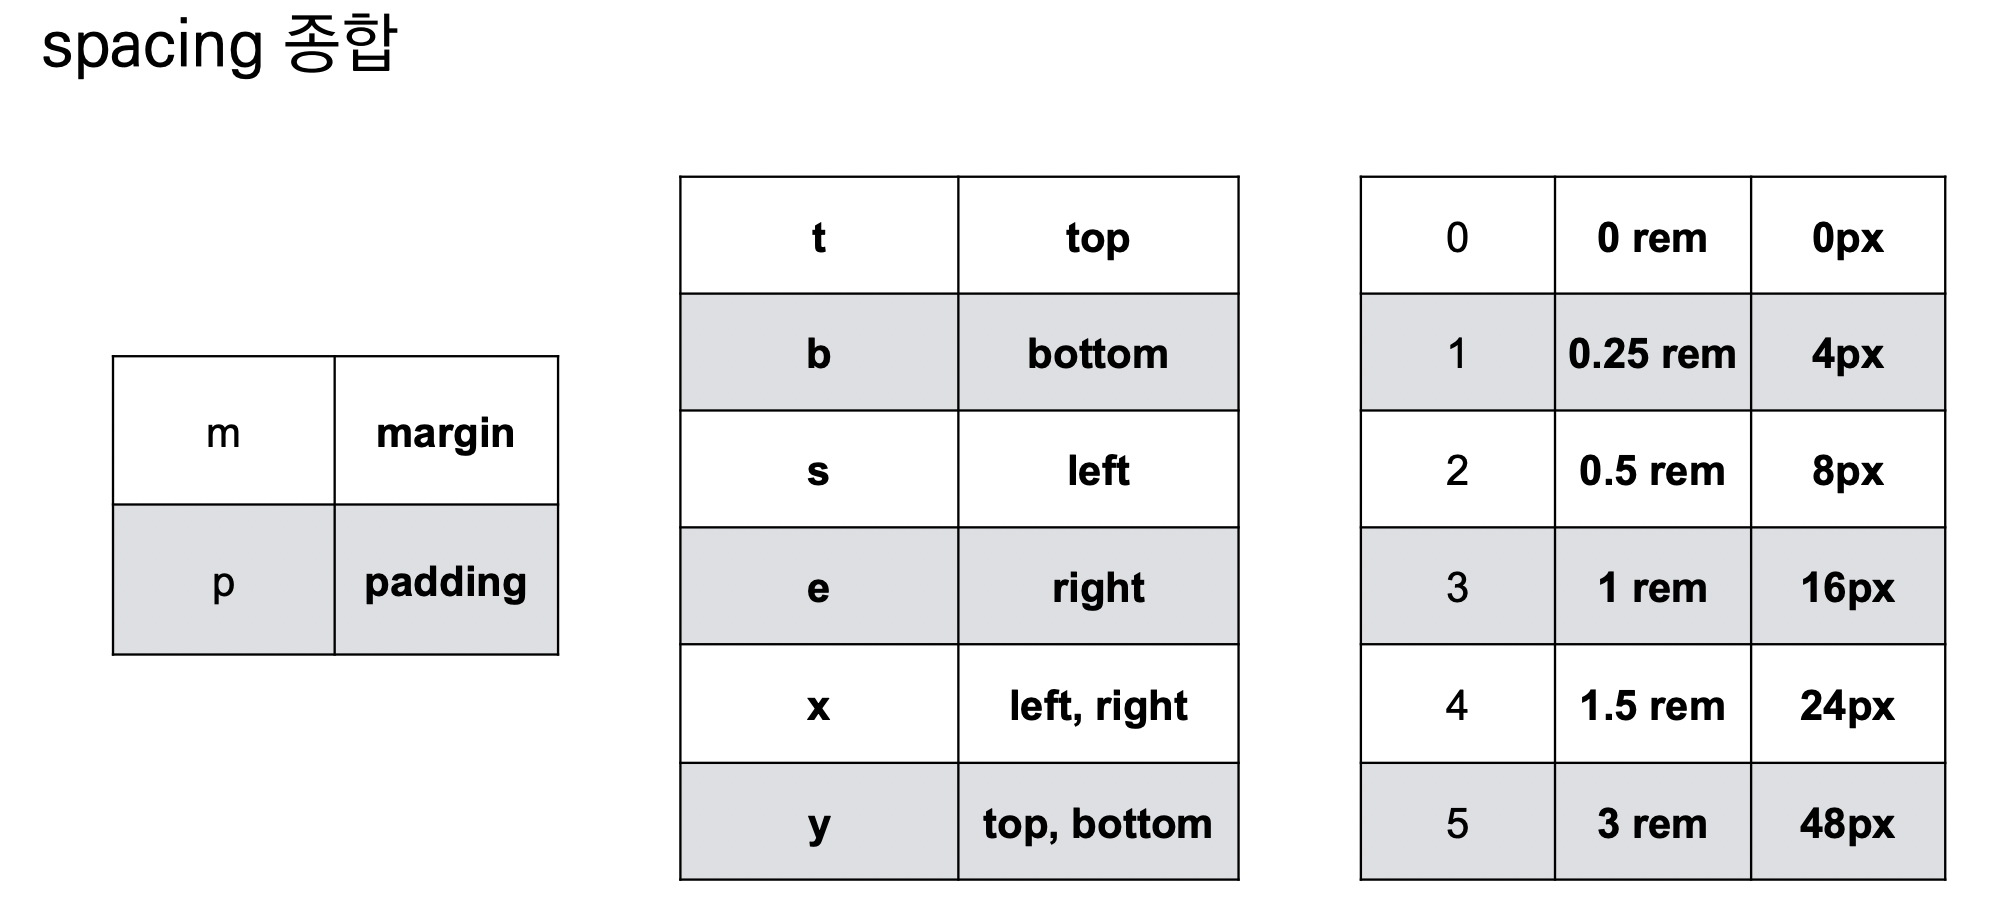 spacing 종합
m margin
p padding
t top
b bottom
s left
e right
x left, right
y top, bottom
0 0 rem 0px
1 0.25 rem 4px
2 0.5 rem 8px
3 1 rem 16px
4 1.5 rem 24px
5 3 rem 48px